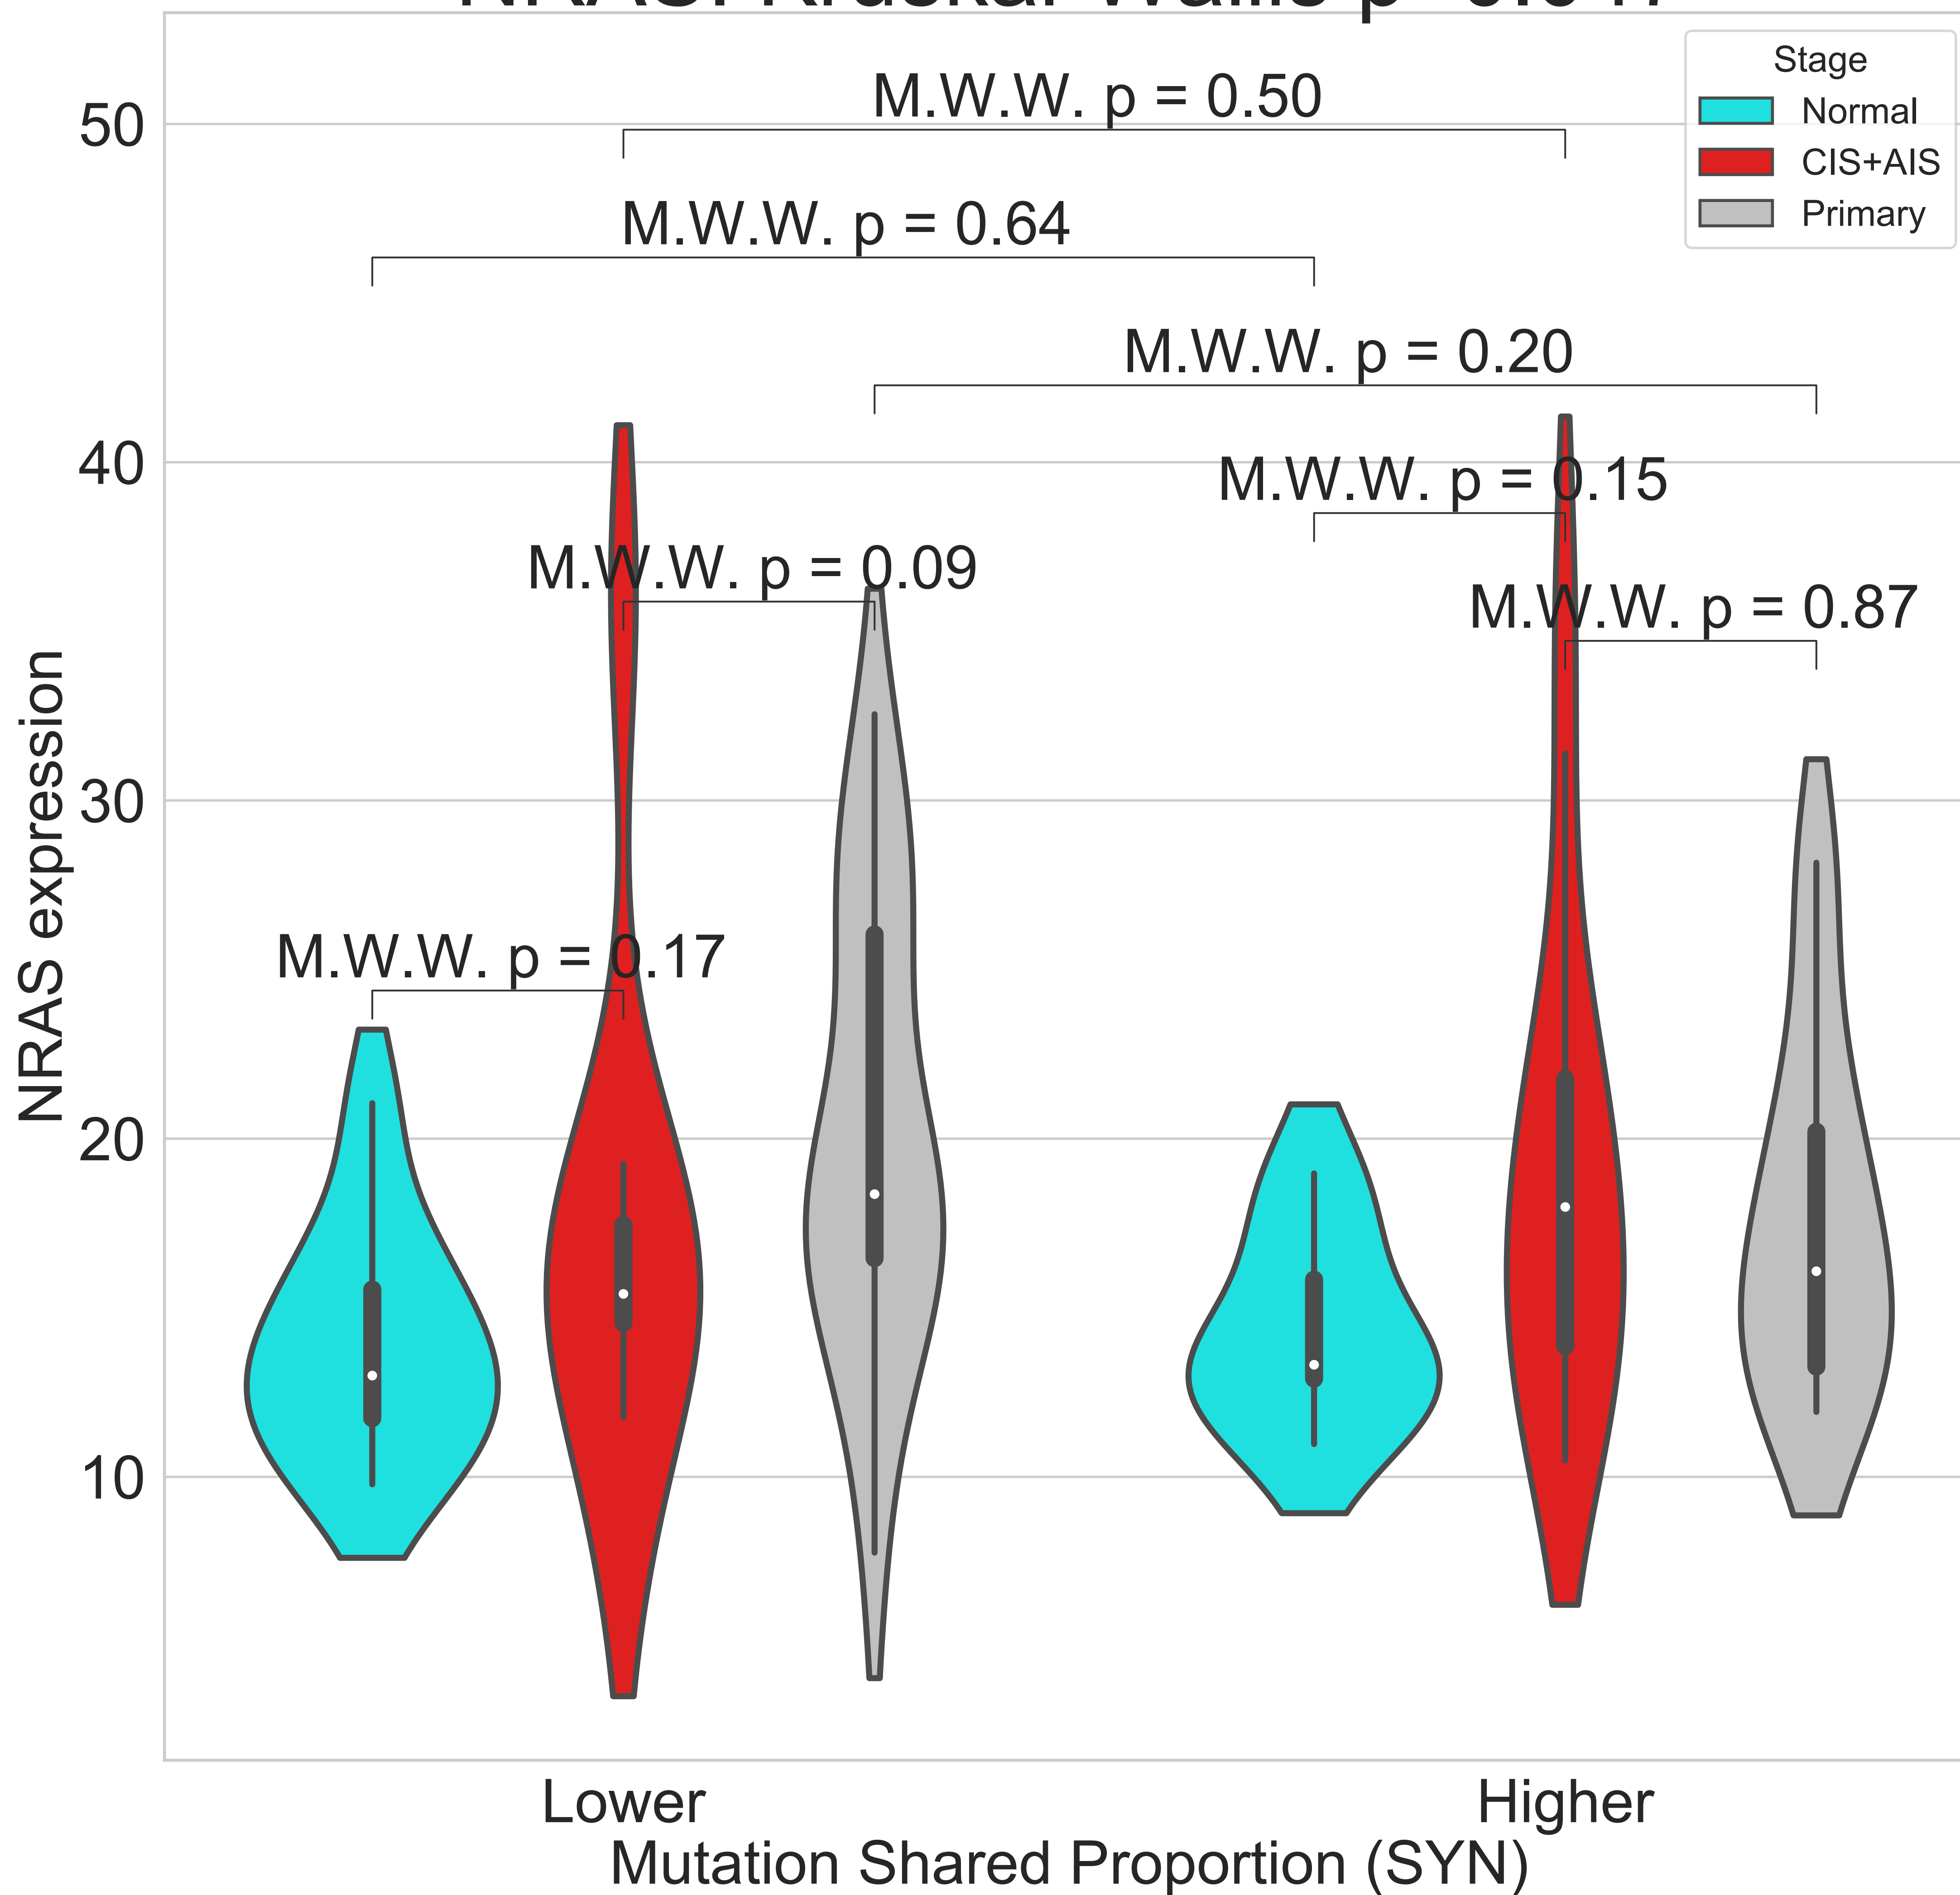 M.W.W. p = 0.50
M.W.W. p = 0.64
M.W.W. p = 0.20
M.W.W. p = 0.15
M.W.W. p = 0.09
M.W.W. p = 0.87
M.W.W. p = 0.17
Stage
Normal
CIS+AIS
Primary
50
40
30
20
10
NRAS expression
Lower
Higher
Mutation Shared Proportion (SYN)